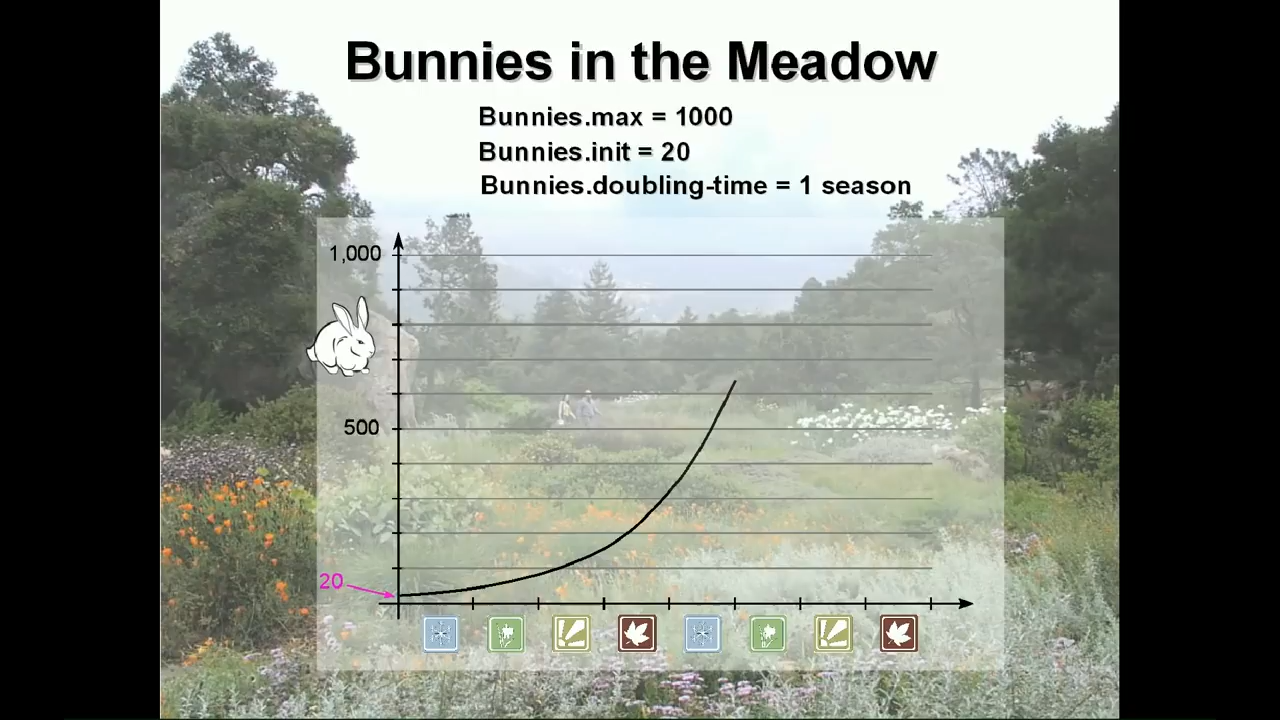 Bunnies in the Meadow
Bunnies.max = 1000
Bunnies.init = 20
Bunnies.doubling-time = 1 season
1,000
500
20